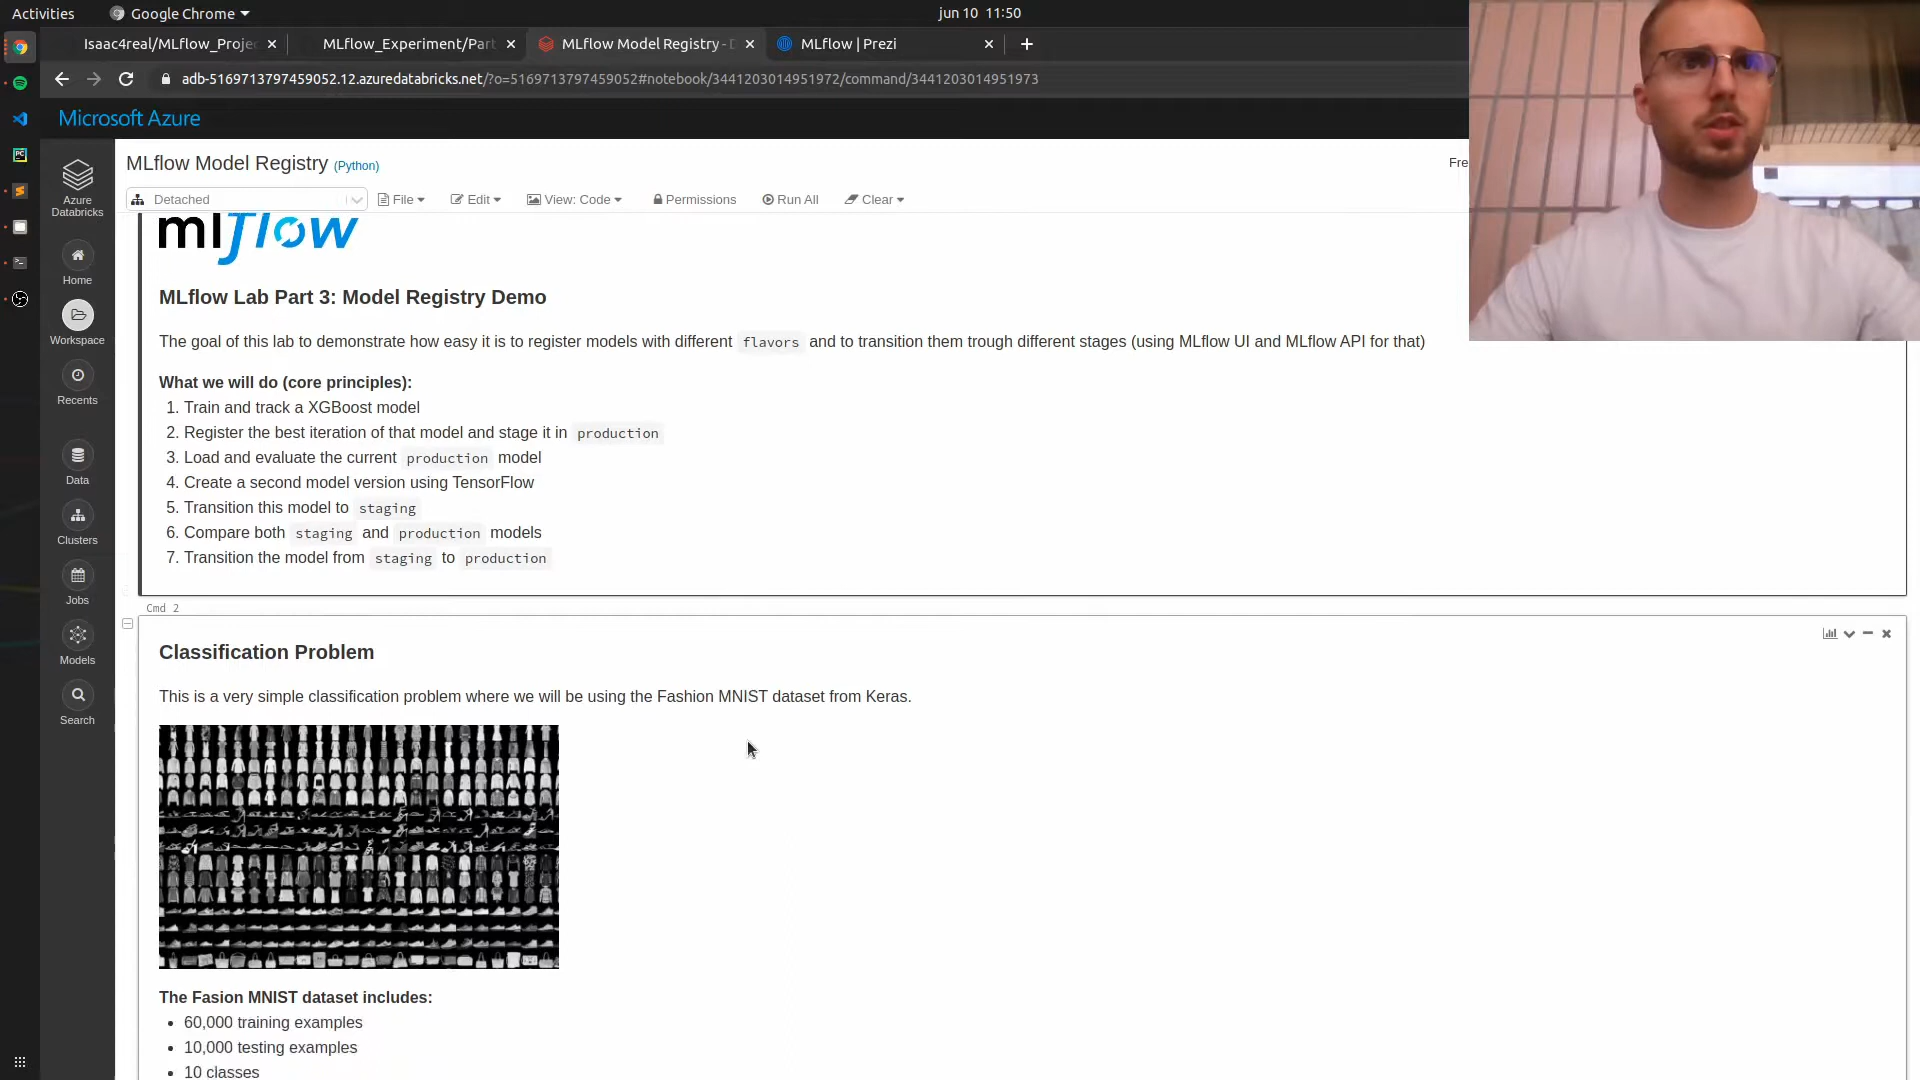 Activities
Google Chrome
jun 10 11:50
Isaac4real/MLflow_Proje
MLflow_Experiment/Part
MLflow Model Registry - D
MLflow | Prezi
adb-5169713797459052.12.azuredatabricks.net/?o=5169713797459052#notebook/3441203014951972/command/3441203014951973
Microsoft Azure
MLflow Model Registry (Python)
Fre
Detached
File
Edit
View: Code
Permissions
Run All
Clear
Azure
Databricks
Home
Workspace
Recents
Data
Clusters
Jobs
Models
Search
mlflow
MLflow Lab Part 3: Model Registry Demo
The goal of this lab to demonstrate how easy it is to register models with different flavors and to transition them trough different stages (using MLflow UI and MLflow API for that)
What we will do (core principles):
1. Train and track a XGBoost model
2. Register the best iteration of that model and stage it in production
3. Load and evaluate the current production model
4. Create a second model version using TensorFlow
5. Transition this model to staging
6. Compare both staging and production models
7. Transition the model from staging to production
Cmd 2
Classification Problem
This is a very simple classification problem where we will be using the Fashion MNIST dataset from Keras.
The Fasion MNIST dataset includes:
• 60,000 training examples
• 10,000 testing examples
• 10 classes